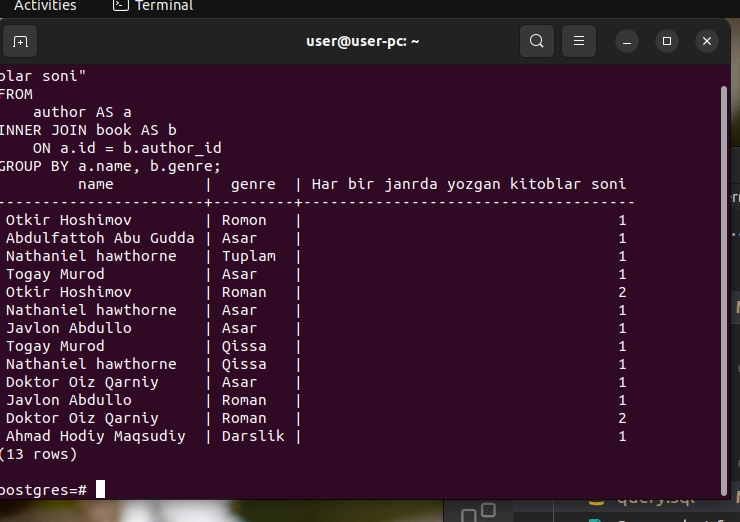 Activities Terminal
user@user-pc: ~
olar soni"
FROM
    author AS a
INNER JOIN book AS b
    ON a.id = b.author_id
GROUP BY a.name, b.genre;
         name          |  genre  | Har bir janrda yozgan kitoblar soni
-----------------------+---------+-------------------------------------
 Otkir Hoshimov        | Romon   |                                   1
 Abdulfattoh Abu Gudda | Asar    |                                   1
 Nathaniel hawthorne   | Tuplam  |                                   1
 Togay Murod           | Asar    |                                   1
 Otkir Hoshimov        | Roman   |                                   2
 Nathaniel hawthorne   | Asar    |                                   1
 Javlon Abdullo        | Asar    |                                   1
 Togay Murod           | Qissa   |                                   1
 Nathaniel hawthorne   | Qissa   |                                   1
 Doktor Oiz Qarniy     | Asar    |                                   1
 Javlon Abdullo        | Roman   |                                   1
 Doktor Oiz Qarniy     | Roman   |                                   2
 Ahmad Hodiy Maqsudiy  | Darslik |                                   1
(13 rows)
postgres=#
query.sql